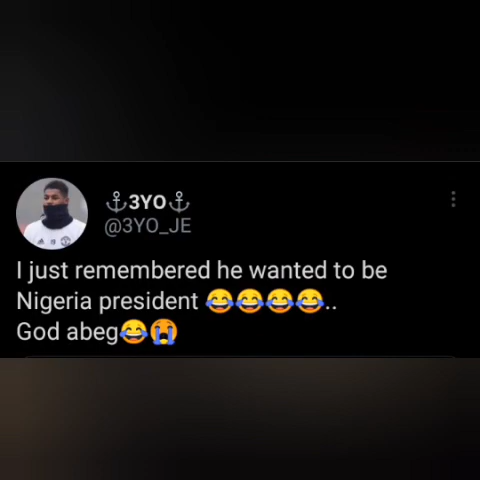 ⚓3YO⚓
@3YO_JE
I just remembered he wanted to be
Nigeria president 😂😂😂😂..
God abeg😂😭